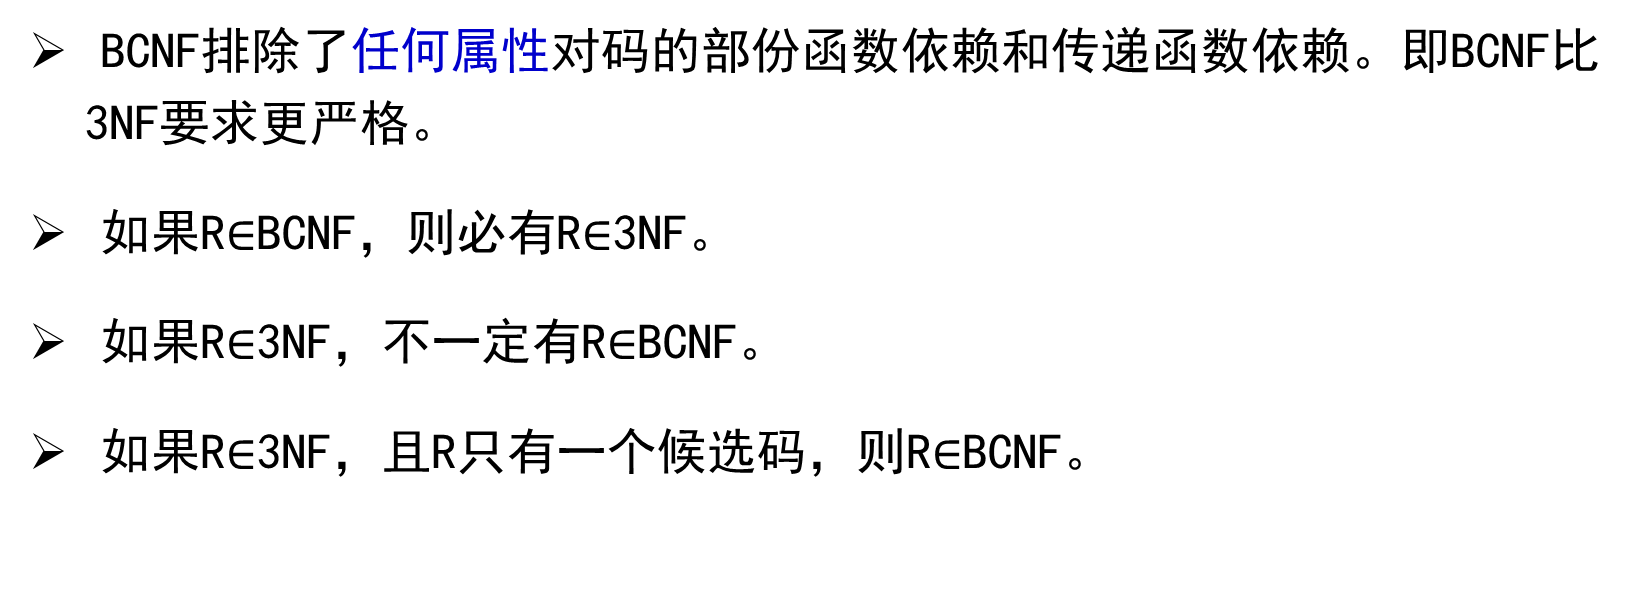 ➢ BCNF排除了任何属性对码的部份函数依赖和传递函数依赖。即BCNF比
3NF要求更严格。
➢ 如果R∈BCNF，则必有R∈3NF。
➢ 如果R∈3NF，不一定有R∈BCNF。
➢ 如果R∈3NF，且R只有一个候选码，则R∈BCNF。